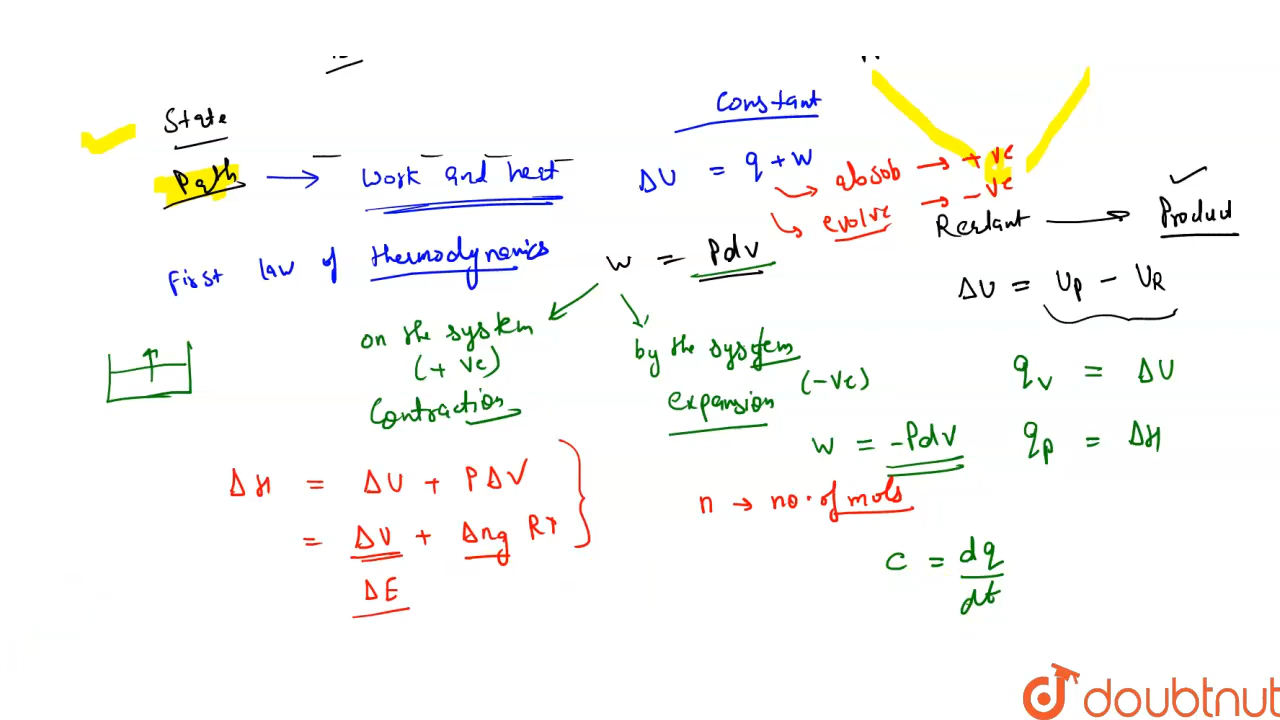 State
Path → work and heat
First law of thermodynamics
Constant
ΔU = q + w
absob → + ve
evolve → - ve
Reactant → Product
ΔU = Up - UR
w = Pdv
on the system
(+ ve)
Contraction
by the system
(-ve)
expansion
w = -Pdv
qv = ΔU
qp = ΔH
ΔH = ΔU + PΔV
= ΔU + Δng RT
ΔE
n → no. of mols
c = dq/dt
doubtnut